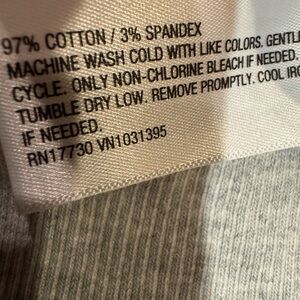 97% COTTON / 3% SPANDEX
MACHINE WASH COLD WITH LIKE COLORS. GENTL
CYCLE. ONLY NON-CHLORINE BLEACH IF NEEDED.
TUMBLE DRY LOW. REMOVE PROMPTLY. COOL IRO
IF NEEDED.
RN17730 VN1031395